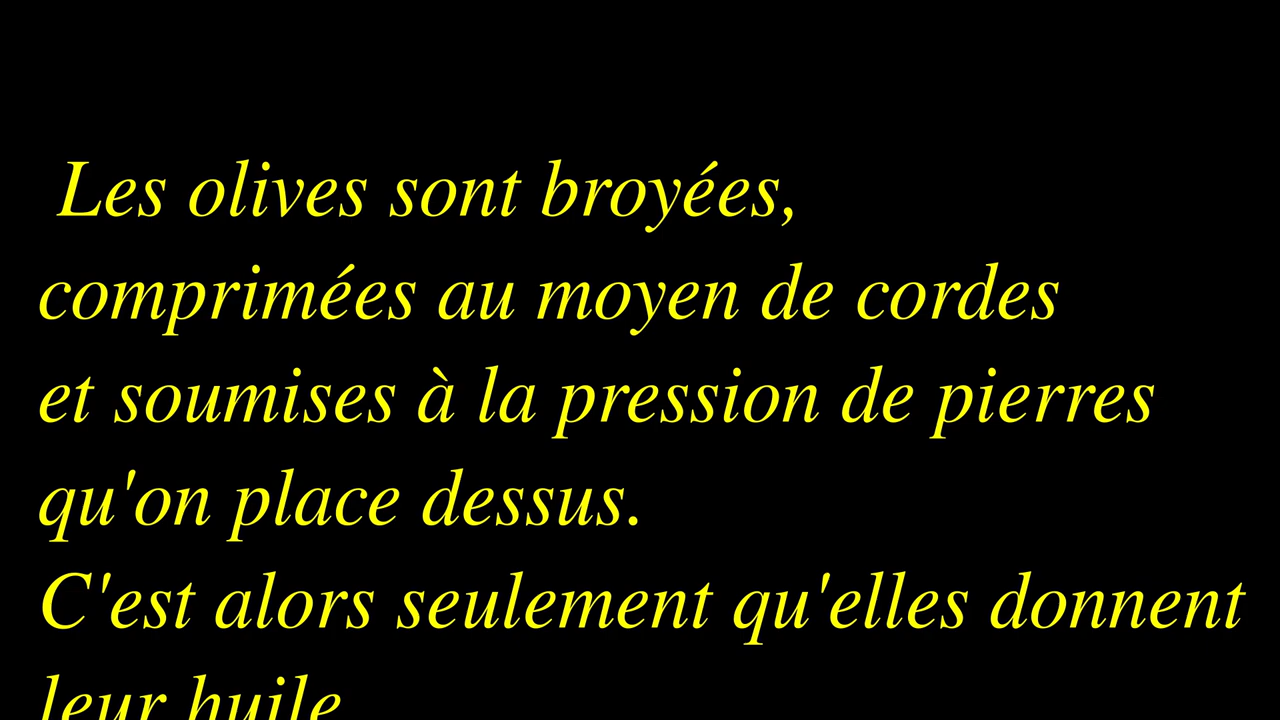 Les olives sont broyées,
comprimées au moyen de cordes
et soumises à la pression de pierres
qu'on place dessus.
C'est alors seulement qu'elles donnent
leur huile